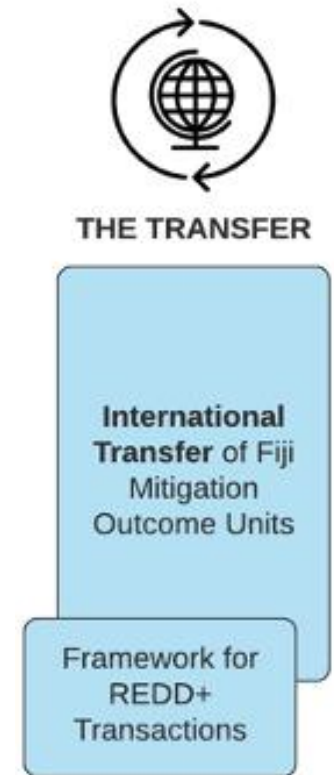 THE TRANSFER
International
Transfer of Fiji
Mitigation
Outcome Units
Framework for
REDD+
Transactions